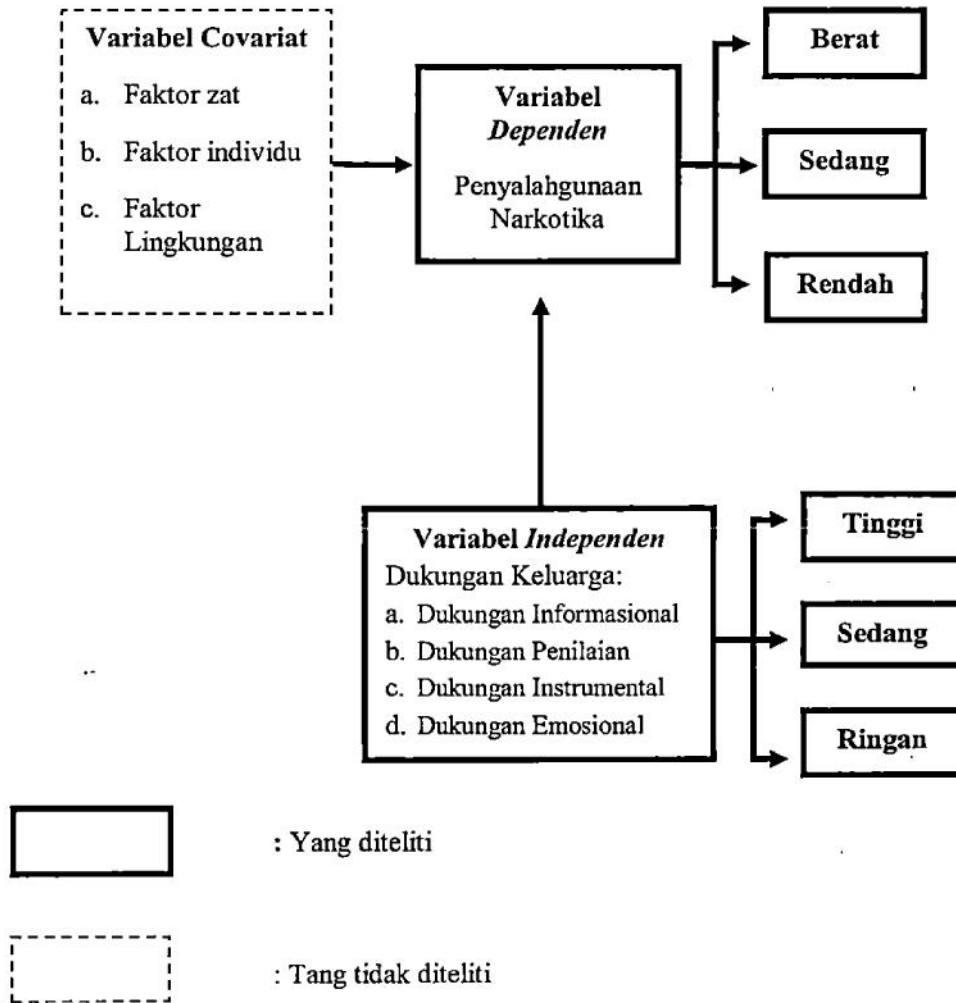 Variabel Covariat
a. Faktor zat
b. Faktor individu
c. Faktor
Lingkungan
Variabel
Dependen
Penyalahgunaan
Narkotika
Berat
Sedang
Rendah
Variabel Independen
Dukungan Keluarga:
a. Dukungan Informasional
b. Dukungan Penilaian
c. Dukungan Instrumental
d. Dukungan Emosional
Tinggi
Sedang
Ringan
: Yang diteliti
: Tang tidak diteliti